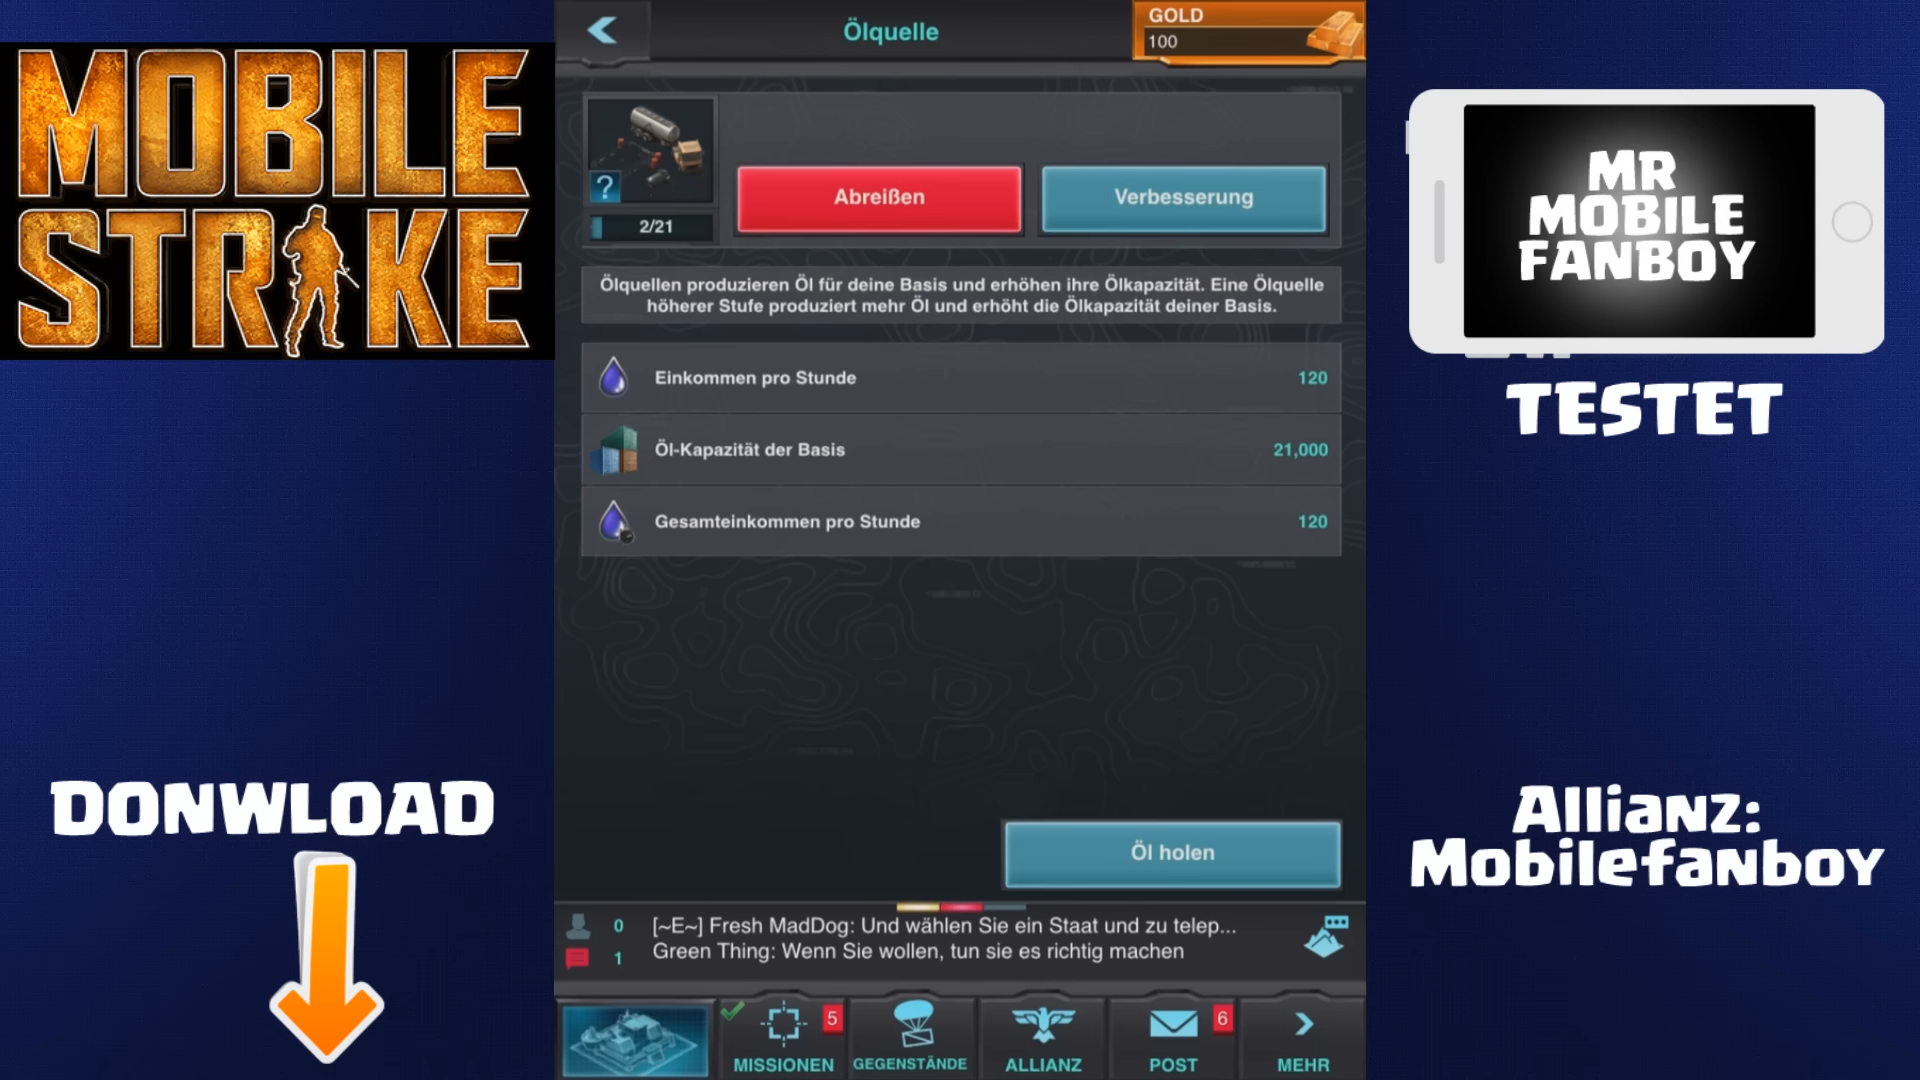 MOBILE
STRIKE
DONWLOAD
Ölquelle
GOLD
100
?
2/21
Abreißen
Verbesserung
Ölquellen produzieren Öl für deine Basis und erhöhen ihre Ölkapazität. Eine Ölquelle
höherer Stufe produziert mehr Öl und erhöht die Ölkapazität deiner Basis.
Einkommen pro Stunde 120
Öl-Kapazität der Basis 21,000
Gesamteinkommen pro Stunde 120
Öl holen
0 [~E~] Fresh MadDog: Und wählen Sie ein Staat und zu telep...
1 Green Thing: Wenn Sie wollen, tun sie es richtig machen
5
6
MISSIONEN
GEGENSTÄNDE
ALLIANZ
POST
MEHR
MR
MOBILE
FANBOY
TESTET
Allianz:
Mobilefanboy